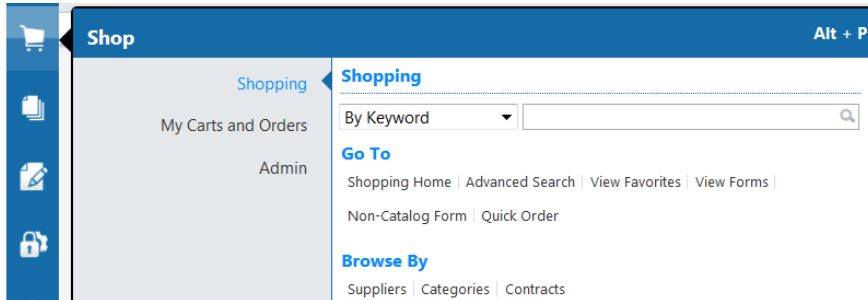 Shop
Alt + P
Shopping
My Carts and Orders
Admin
Shopping
By Keyword
Go To
Shopping Home | Advanced Search | View Favorites | View Forms |
Non-Catalog Form | Quick Order
Browse By
Suppliers | Categories | Contracts